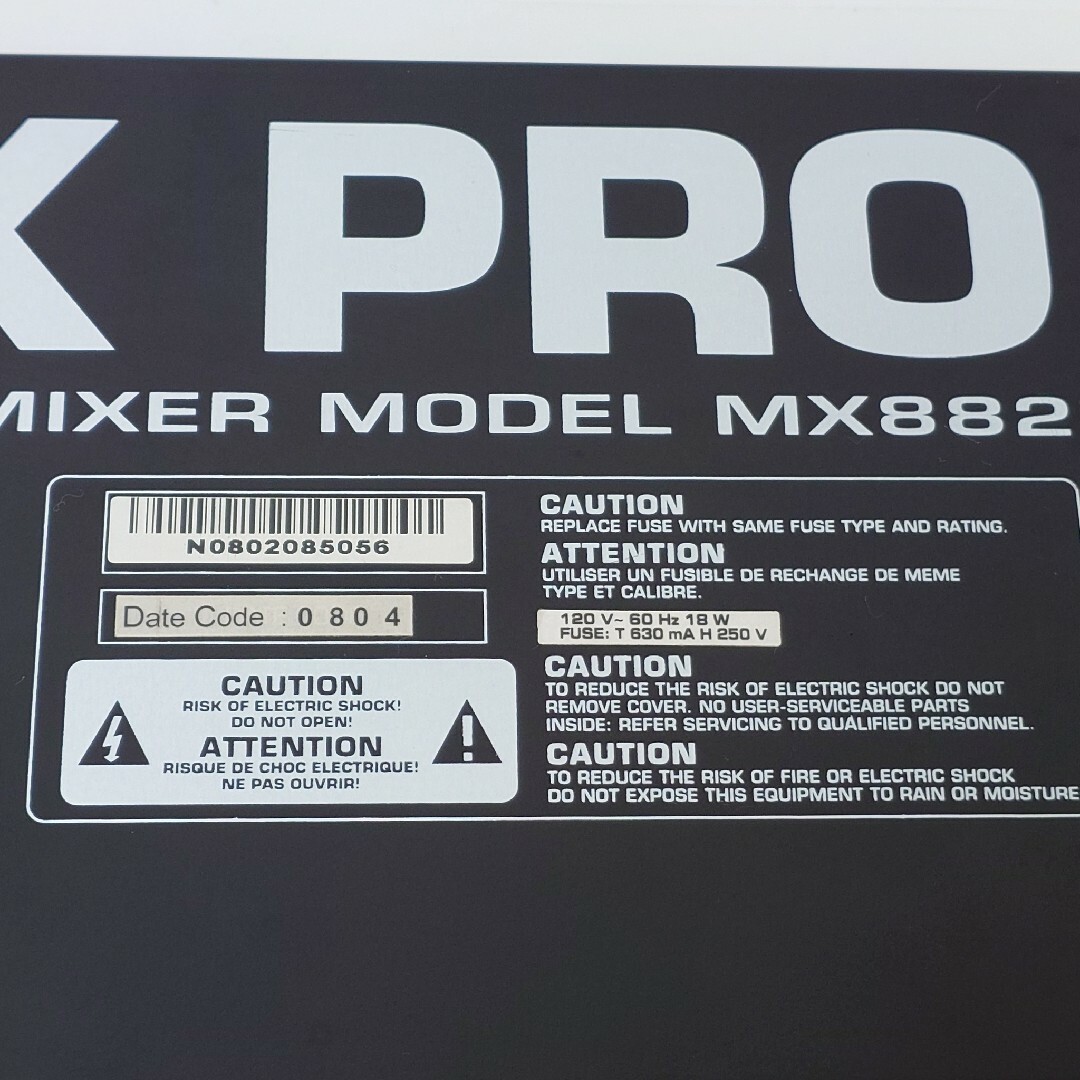 X PRO
MIXER MODEL MX882
N0802085056
Date Code : 0 8 0 4
CAUTION
RISK OF ELECTRIC SHOCK!
DO NOT OPEN!
ATTENTION
RISQUE DE CHOC ELECTRIQUE!
NE PAS OUVRIR!
CAUTION
REPLACE FUSE WITH SAME FUSE TYPE AND RATING.
ATTENTION
UTILISER UN FUSIBLE DE RECHANGE DE MEME
TYPE ET CALIBRE.
120 V~ 60 Hz 18 W
FUSE: T 630 mA H 250 V
CAUTION
TO REDUCE THE RISK OF ELECTRIC SHOCK DO NOT
REMOVE COVER. NO USER-SERVICEABLE PARTS
INSIDE: REFER SERVICING TO QUALIFIED PERSONNEL.
CAUTION
TO REDUCE THE RISK OF FIRE OR ELECTRIC SHOCK
DO NOT EXPOSE THIS EQUIPMENT TO RAIN OR MOISTURE